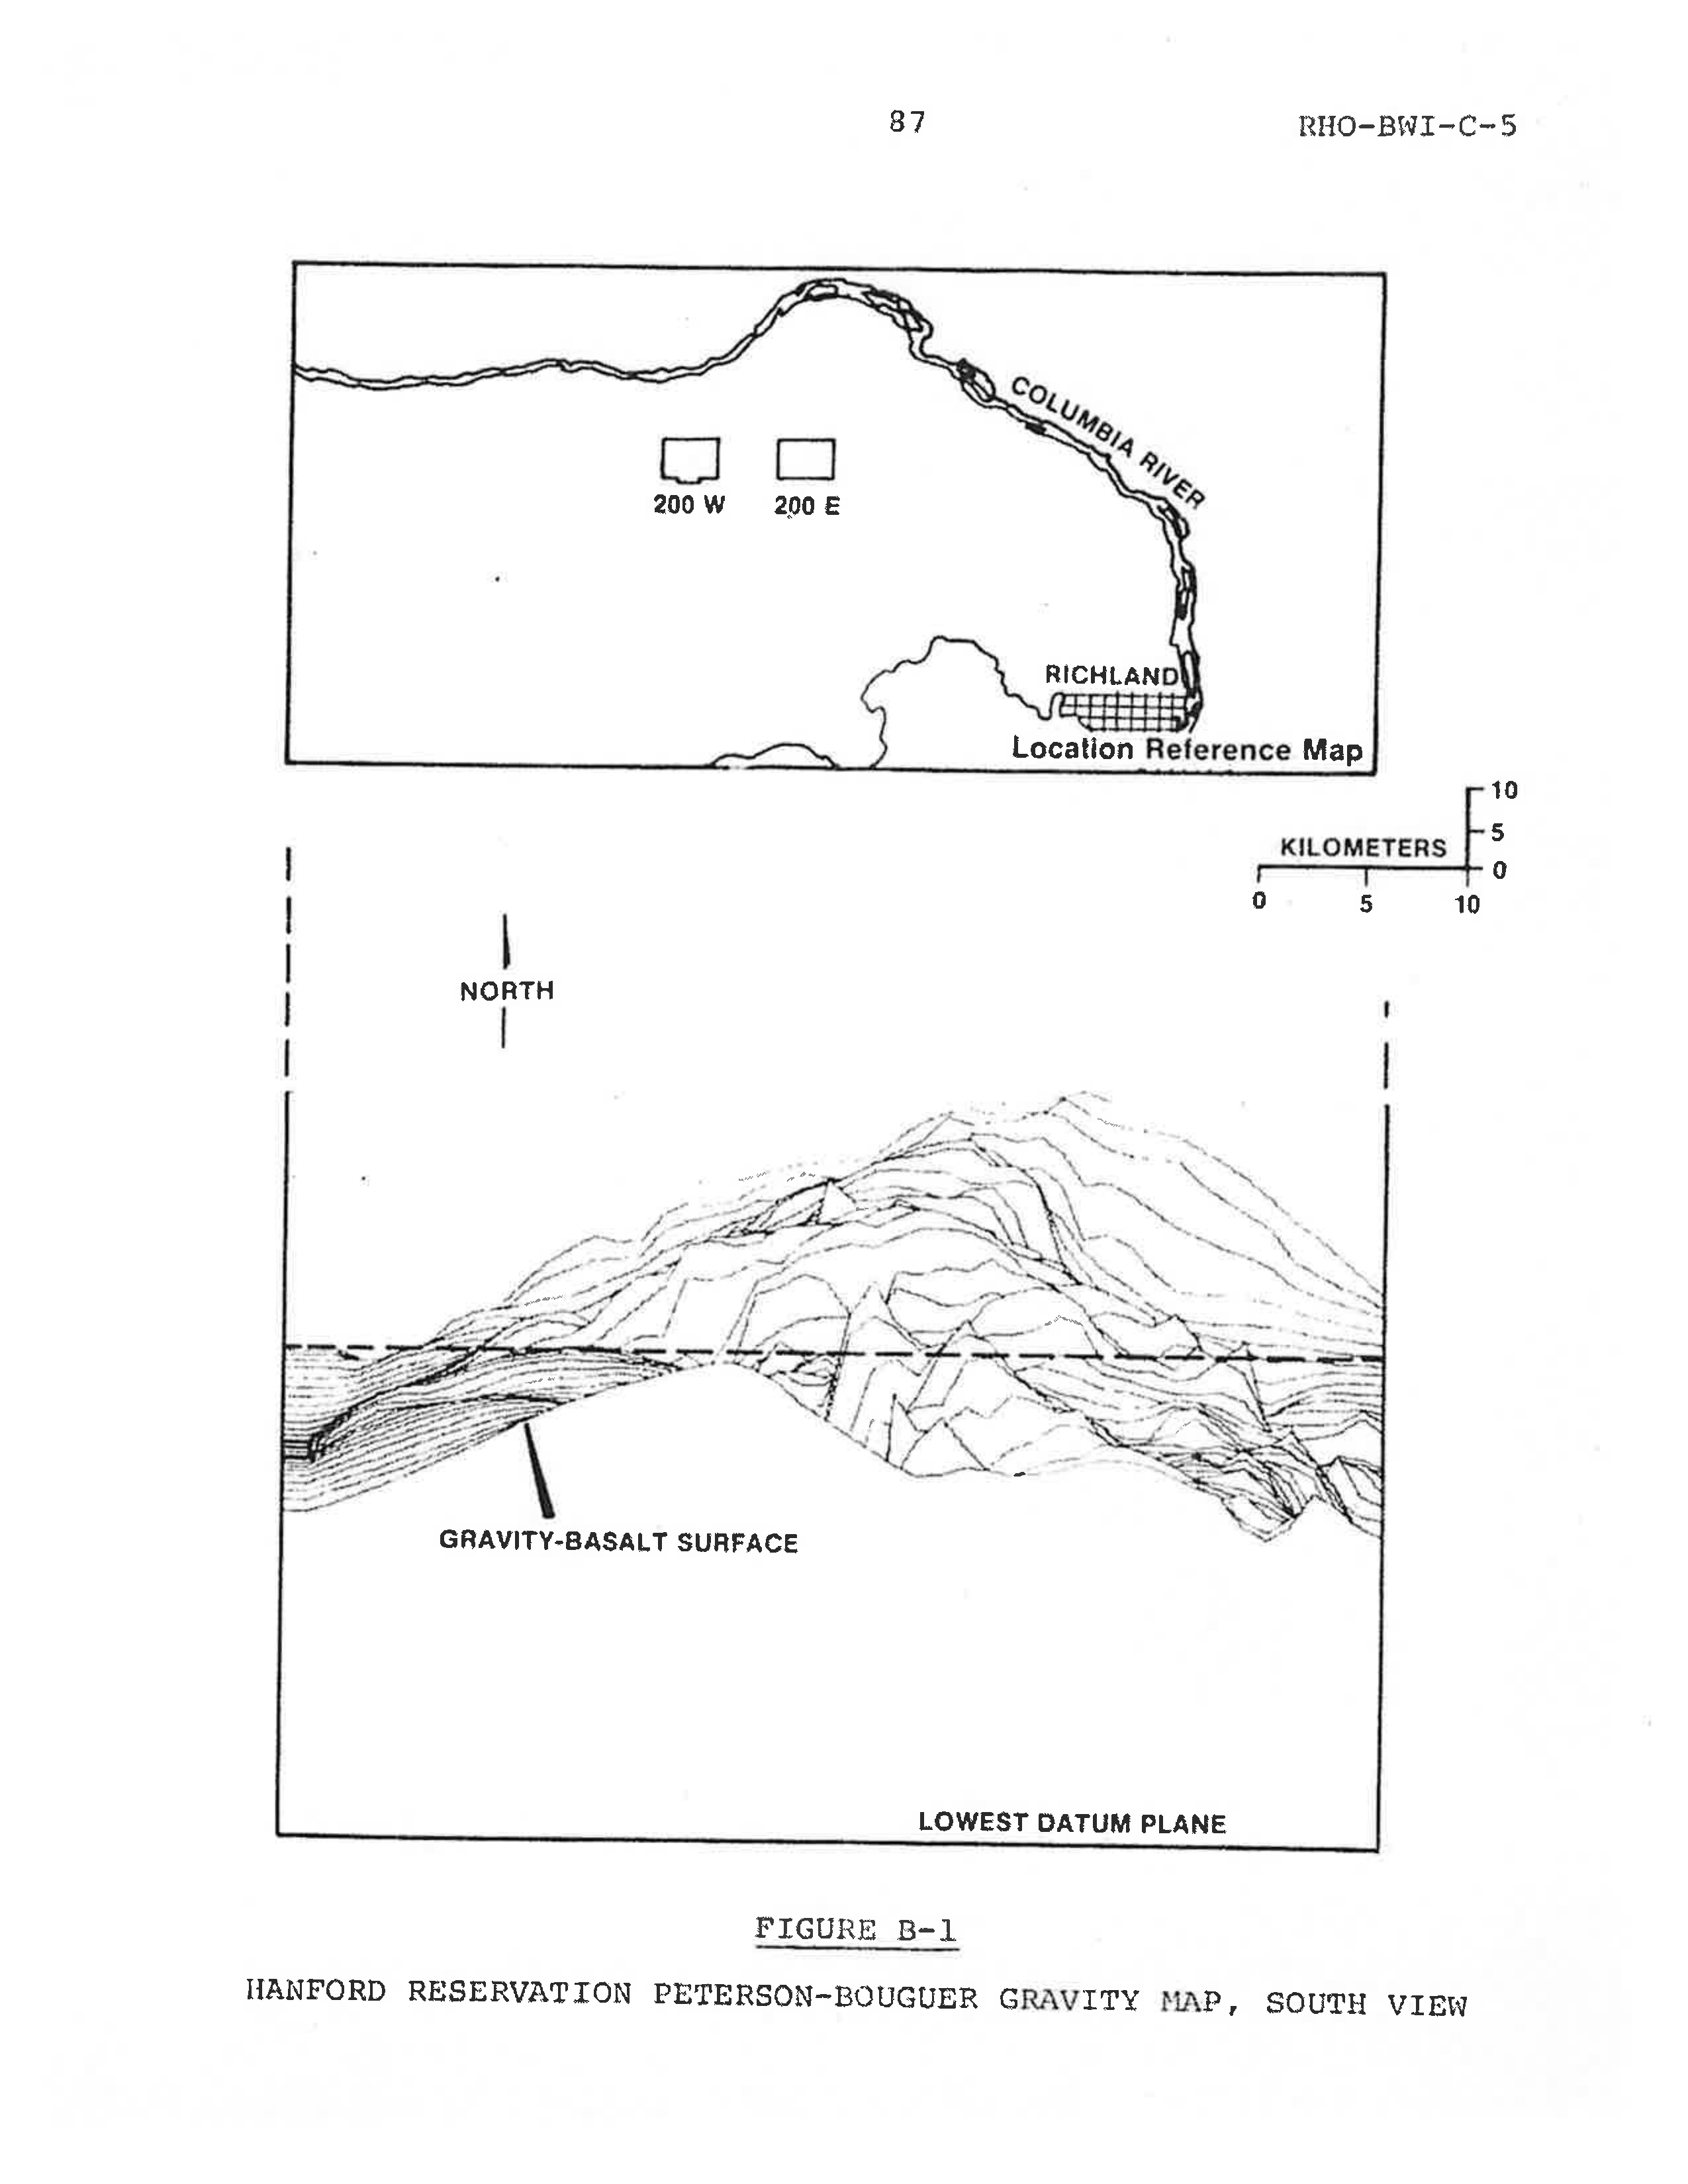 87
RHO-BWI-C-5
COLUMBIA RIVER
200 W
200 E
RICHLAND
Location Reference Map
10
5
0
KILOMETERS
0 5 10
NORTH
GRAVITY-BASALT SURFACE
LOWEST DATUM PLANE
FIGURE B-1
HANFORD RESERVATION PETERSON-BOUGUER GRAVITY MAP, SOUTH VIEW